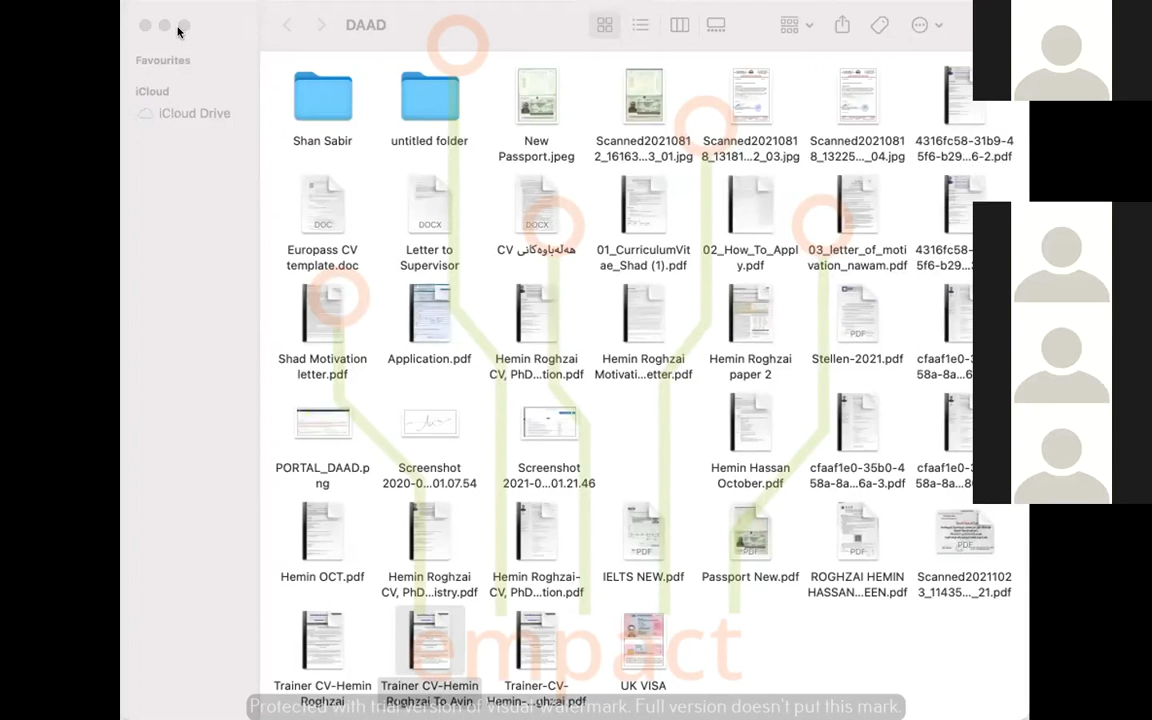 DAAD
Favourites
iCloud
iCloud Drive
Shan Sabir
untitled folder
New
Passport.jpeg
Scanned2021081
2_16163...3_01.jpg
Scanned2021081
8_13181...2_03.jpg
Scanned2021081
8_13225..._04.jpg
4316fc58-31b9-4
5f6-b29...6-2.pdf
DOC
Europass CV
template.doc
DOCX
Letter to
Supervisor
DOCX
هەڵەباوەکانی CV
01_CurriculumVit
ae_Shad (1).pdf
02_How_To_Appl
y.pdf
03_letter_of_moti
vation_nawam.pdf
4316fc58-
5f6-b29...
Shad Motivation
letter.pdf
Application.pdf
Hemin Roghzai
CV, PhD...tion.pdf
Hemin Roghzai
Motivati...etter.pdf
Hemin Roghzai
paper 2
PDF
Stellen-2021.pdf
cfaaf1e0-3
58a-8a...6
PORTAL_DAAD.p
ng
Screenshot
2020-0...01.07.54
Screenshot
2021-0...01.21.46
Hemin Hassan
October.pdf
cfaaf1e0-35b0-4
58a-8a...6a-3.pdf
cfaaf1e0-
58a-8a...8
Hemin OCT.pdf
Hemin Roghzai
CV, PhD...istry.pdf
Hemin Roghzai-
CV, PhD...tion.pdf
PDF
IELTS NEW.pdf
PDF
Passport New.pdf
PDF
ROGHZAI HEMIN
HASSAN...EEN.pdf
PDF
Scanned2021102
3_11435..._21.pdf
Trainer CV-Hemin
Roghzai
Trainer CV-Hemin
Roghzai To Avin
Trainer-CV-
Hemin-...ghzai.pdf
UK VISA
empact
Protected with trial version of Visual Watermark. Full version doesn't put this mark.